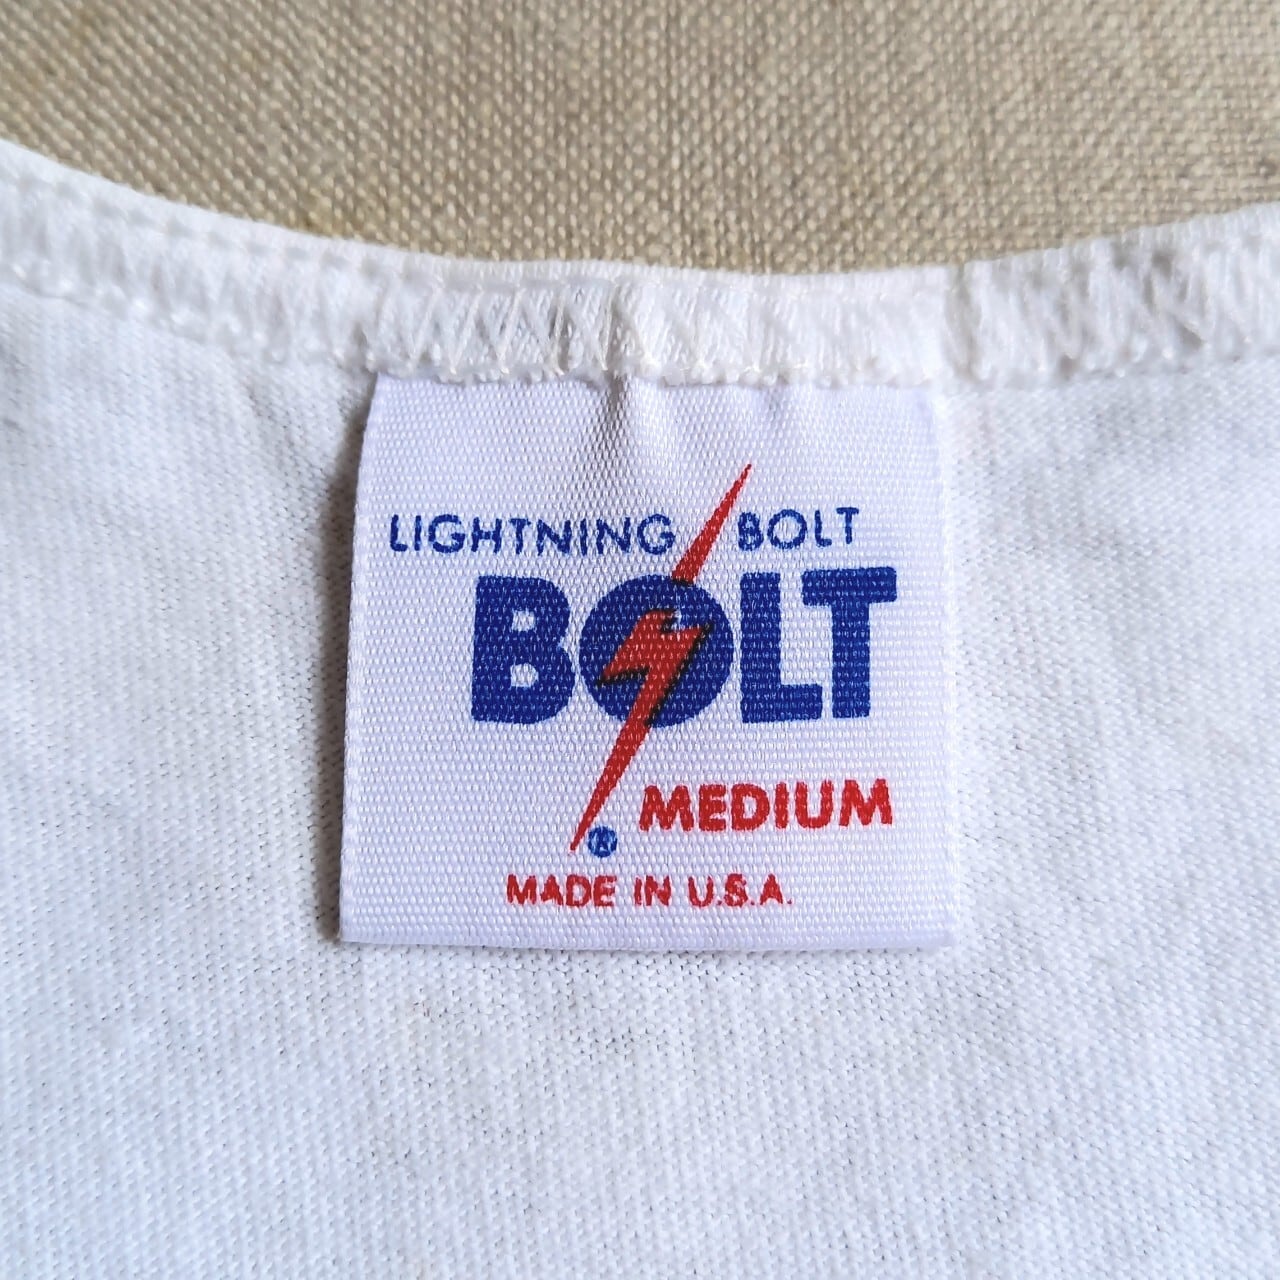 LIGHTNING BOLT
BOLT
MEDIUM
®
MADE IN U.S.A.